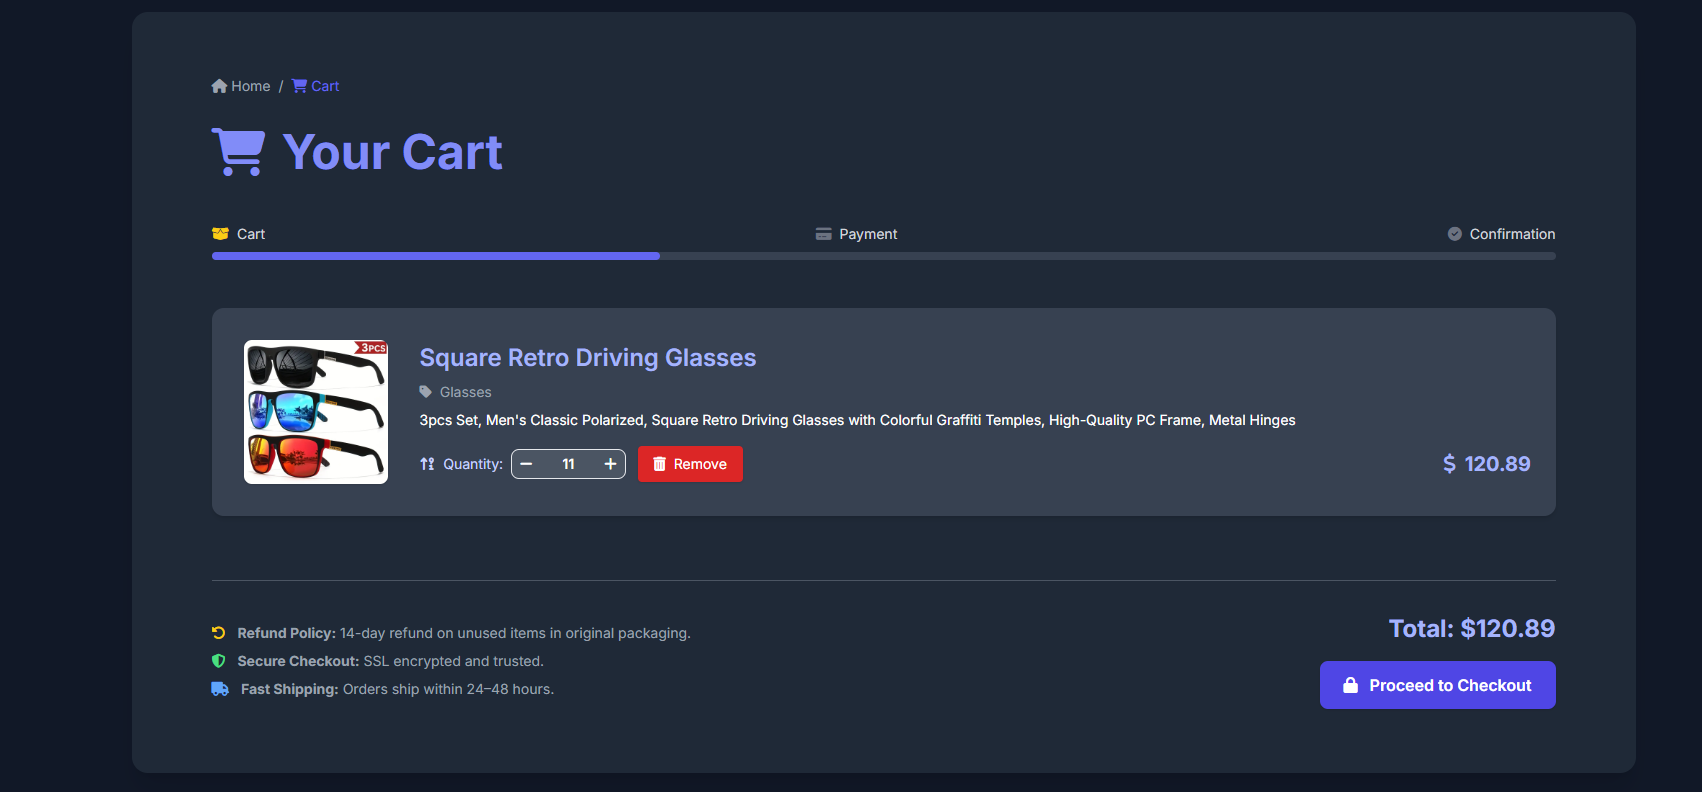 Home / Cart
Your Cart
Cart
Payment
Confirmation
3PCS
Square Retro Driving Glasses
Glasses
3pcs Set, Men's Classic Polarized, Square Retro Driving Glasses with Colorful Graffiti Temples, High-Quality PC Frame, Metal Hinges
Quantity: − 11 + Remove
$ 120.89
Refund Policy: 14-day refund on unused items in original packaging.
Secure Checkout: SSL encrypted and trusted.
Fast Shipping: Orders ship within 24–48 hours.
Total: $120.89
Proceed to Checkout